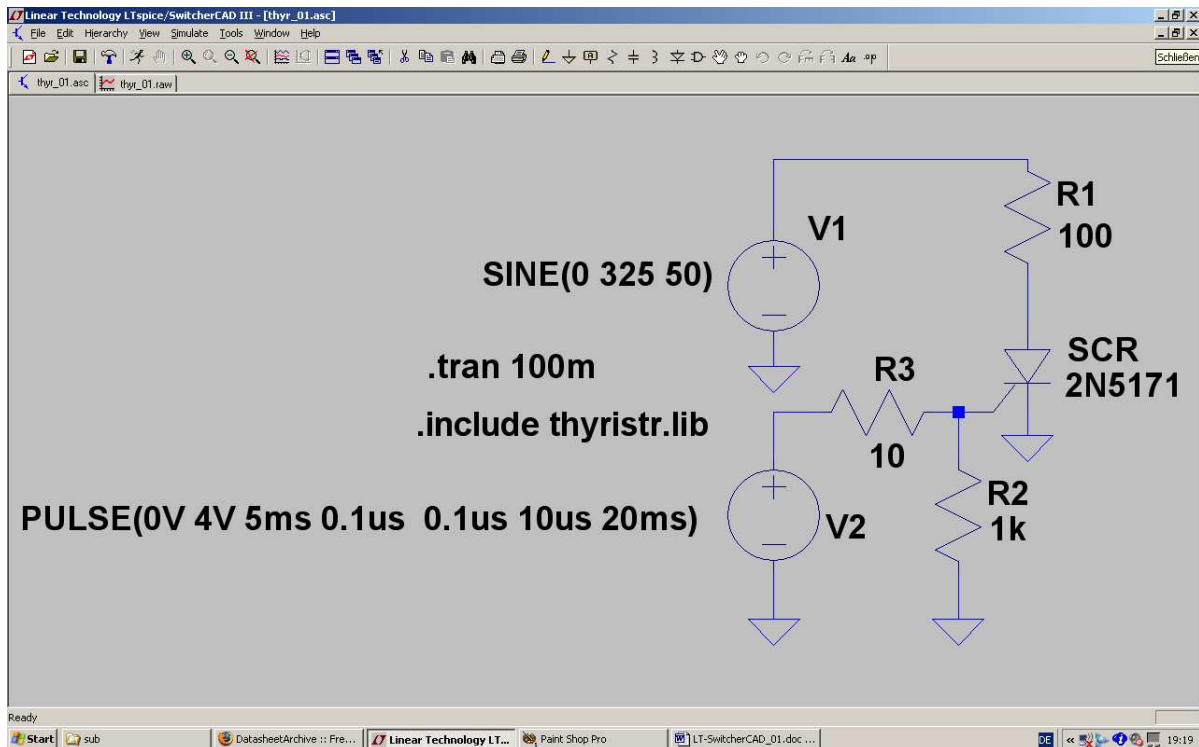 Linear Technology LTspice/SwitcherCAD III - [thyr_01.asc]
File Edit Hierarchy View Simulate Tools Window Help
Schließen
thyr_01.asc thyr_01.raw
R1
100
V1
SINE(0 325 50)
SCR
2N5171
.tran 100m
R3
.include thyristr.lib
10
R2
1k
PULSE(0V 4V 5ms 0.1us  0.1us 10us 20ms)
V2
Ready
Start sub DatasheetArchive :: Fre... Linear Technology LT... Paint Shop Pro LT-SwitcherCAD_01.doc ... DE 19:19